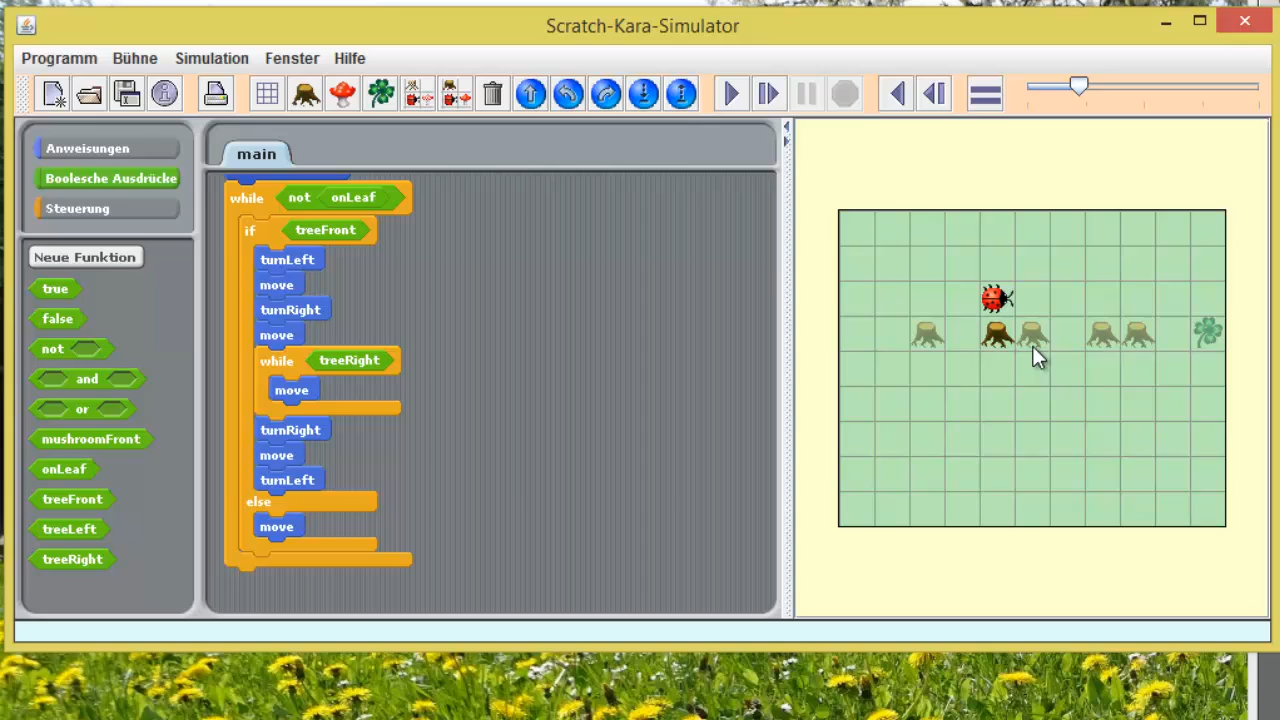 Scratch-Kara-Simulator
Programm Bühne Simulation Fenster Hilfe
Anweisungen
Boolesche Ausdrücke
Steuerung
Neue Funktion
true
false
not
and
or
mushroomFront
onLeaf
treeFront
treeLeft
treeRight
main
while not onLeaf
if treeFront
turnLeft
move
turnRight
move
while treeRight
move
turnRight
move
turnLeft
else
move